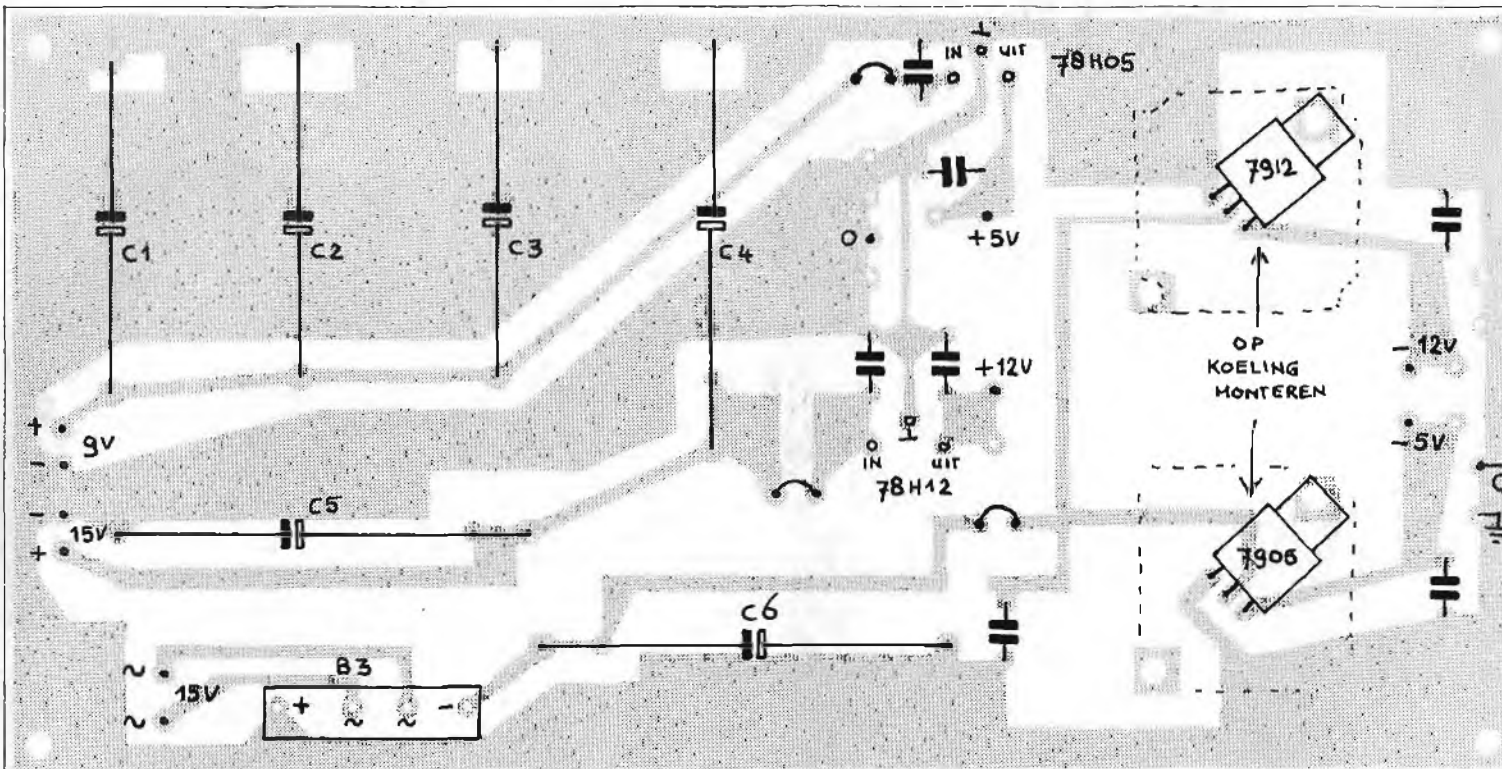 IN
⊥
UIT
78H05
7912
C1
C2
C3
C4
O
+5V
OP
KOELING
MONTEREN
-12V
+12V
+
9V
-
-5V
IN
⊥
UIT
78H12
-
15V
+
C5
O
7905
C6
~
15V
~
B3
+
~
~
-